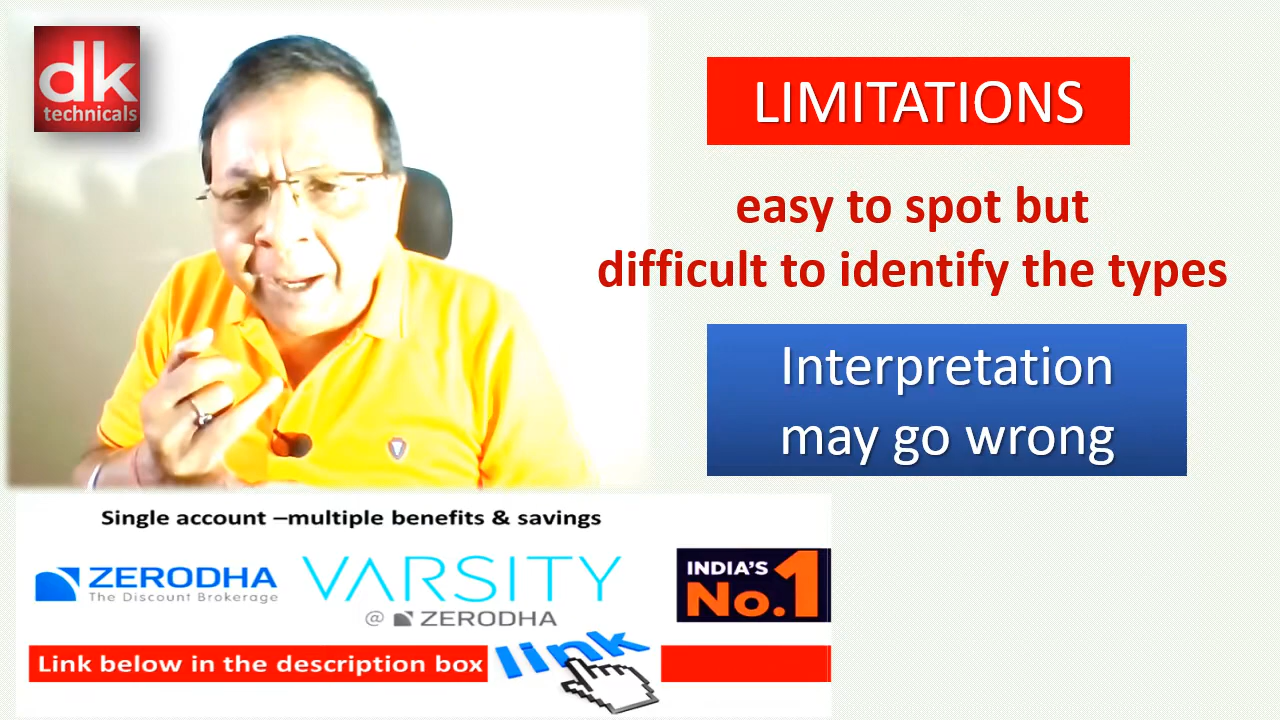 dk
technicals
LIMITATIONS
easy to spot but
difficult to identify the types
Interpretation
may go wrong
Single account –multiple benefits & savings
ZERODHA
The Discount Brokerage
VARSITY
@ ZERODHA
INDIA'S
No.1
Link below in the description box
link